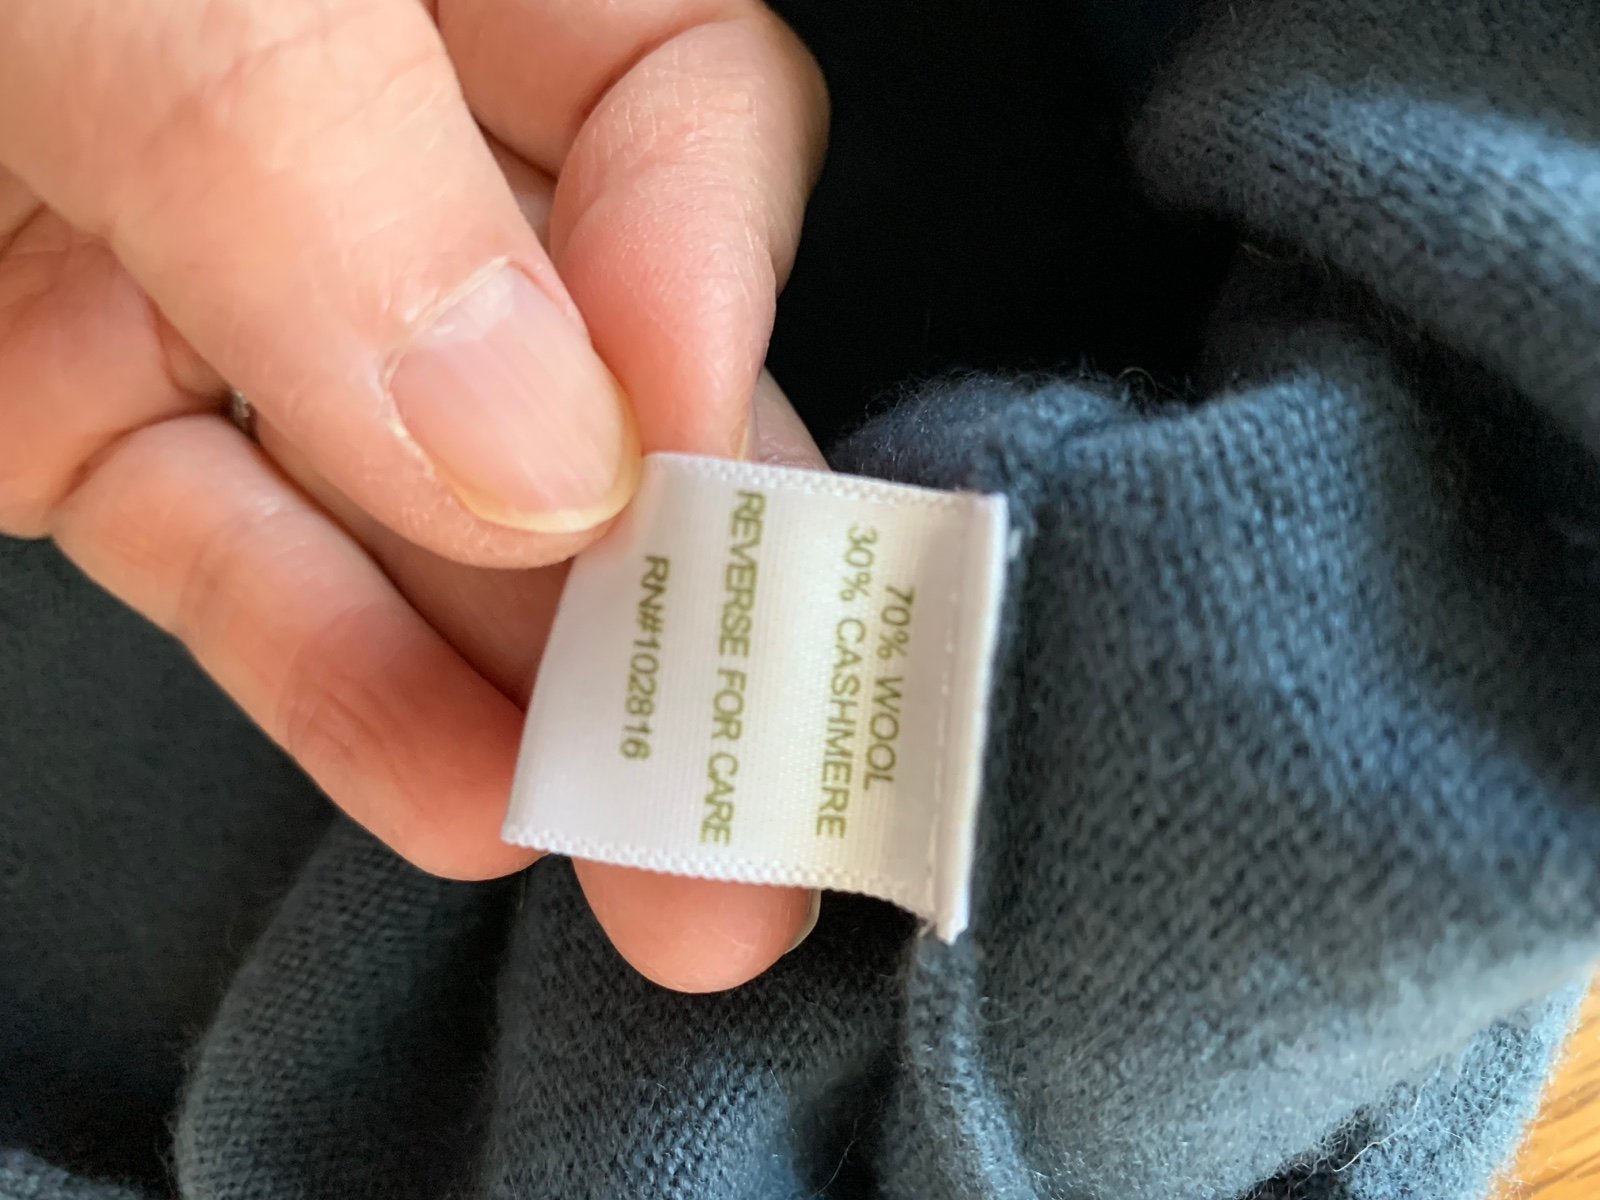 70% WOOL
30% CASHMERE
REVERSE FOR CARE
RN#102816